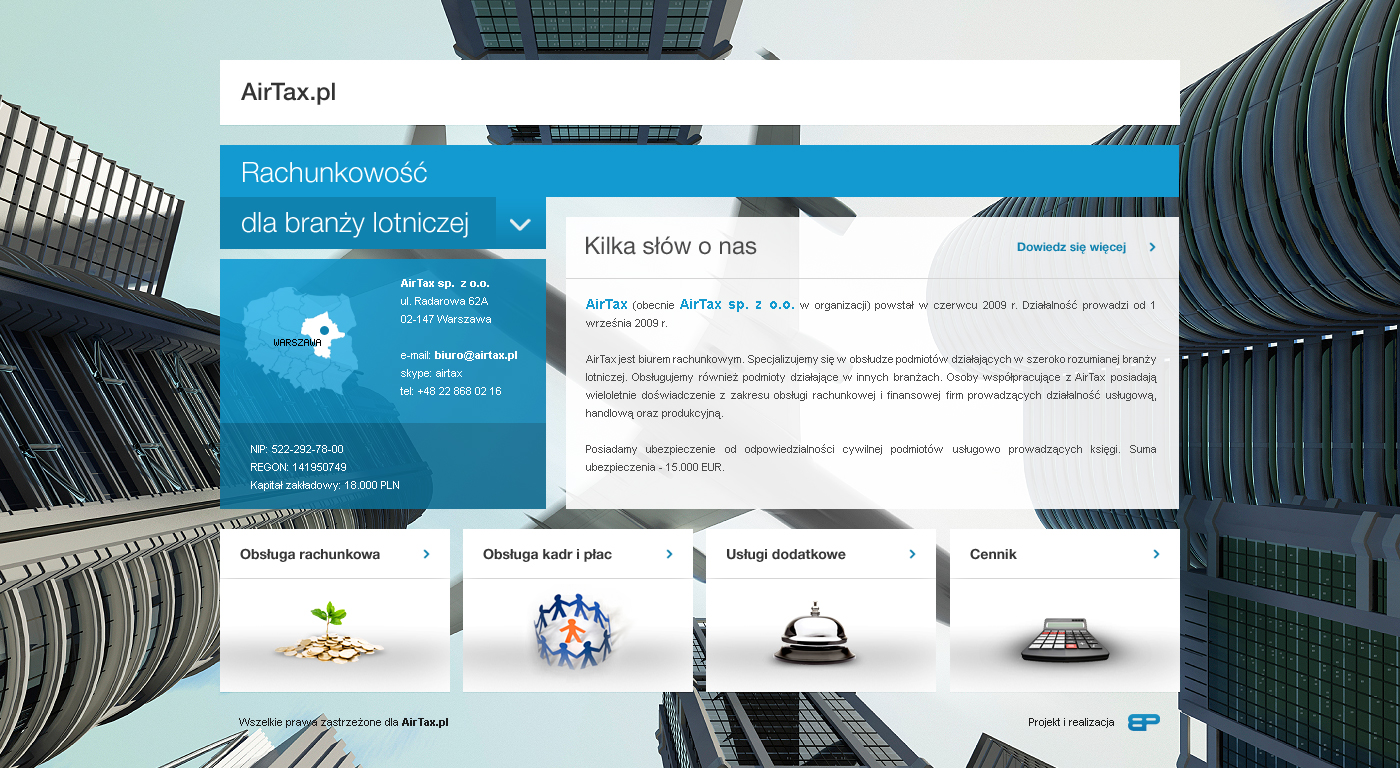 AirTax.pl
Rachunkowość
dla branży lotniczej
AirTax sp. z o.o.
ul. Radarowa 62A
02-147 Warszawa
e-mail: biuro@airtax.pl
skype: airtax
tel: +48 22 868 02 16
WARSZAWA
NIP: 522-292-78-00
REGON: 141950749
Kapitał zakładowy: 18.000 PLN
Kilka słów o nas
Dowiedz się więcej
AirTax (obecnie AirTax sp. z o.o. w organizacji) powstał w czerwcu 2009 r. Działalność prowadzi od 1
września 2009 r.
AirTax jest biurem rachunkowym. Specjalizujemy się w obsłudze podmiotów działających w szeroko rozumianej branży
lotniczej. Obsługujemy również podmioty działające w innych branżach. Osoby współpracujące z AirTax posiadają
wieloletnie doświadczenie z zakresu obsługi rachunkowej i finansowej firm prowadzących działalność usługową,
handlową oraz produkcyjną.
Posiadamy ubezpieczenie od odpowiedzialności cywilnej podmiotów usługowo prowadzących księgi. Suma
ubezpieczenia - 15.000 EUR.
Obsługa rachunkowa
Obsługa kadr i płac
Usługi dodatkowe
Cennik
Wszelkie prawa zastrzeżone dla AirTax.pl
Projekt i realizacja